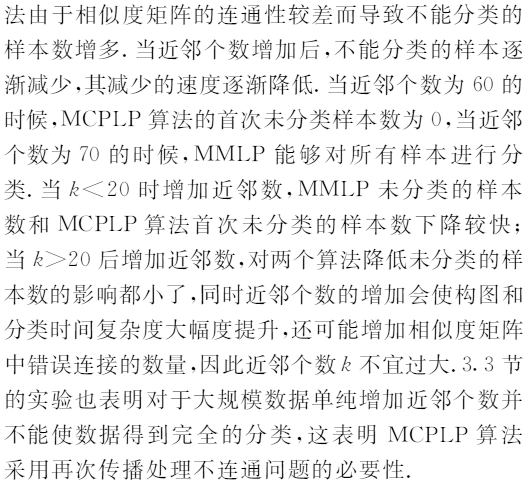 法由于相似度矩阵的连通性较差而导致不能分类的
样本数增多. 当近邻个数增加后,不能分类的样本逐
渐减少,其减少的速度逐渐降低. 当近邻个数为 60 的
时候,MCPLP 算法的首次未分类样本数为 0,当近邻
个数为 70 的时候,MMLP 能够对所有样本进行分
类. 当 k<20 时增加近邻数,MMLP 未分类的样本
数和 MCPLP 算法首次未分类的样本数下降较快;
当 k>20 后增加近邻数,对两个算法降低未分类的样
本数的影响都小了,同时近邻个数的增加会使构图和
分类时间复杂度大幅度提升,还可能增加相似度矩阵
中错误连接的数量,因此近邻个数 k 不宜过大. 3. 3 节
的实验也表明对于大规模数据单纯增加近邻个数并
不能使数据得到完全的分类,这表明 MCPLP 算法
采用再次传播处理不连通问题的必要性.